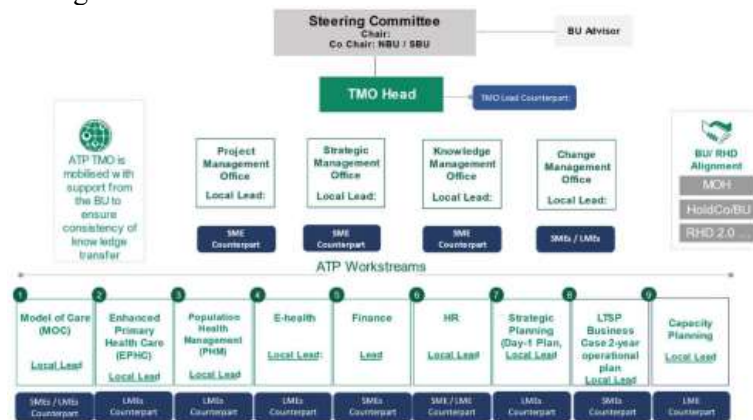 Steering Committee
Chair:
Co Chair: NBU / SBU
BU Advisor
TMO Head
TMO Lead Counterpart:
ATP TMO is
mobilised with
support from
the BU to
ensure
consistency of
knowledge
transfer
Project
Management
Office
Local Lead:
Strategic
Management
Office
Local Lead:
Knowledge
Management
Office
Local Lead:
Change
Management
Office
Local Lead:
BU/ RHD
Alignment
MOH
HoldCo/BU
RHD 2.0 ...
SME
Counterpart
SME
Counterpart
SME
Counterpart
SMEs / LMEs
ATP Workstreams
1
Model of Care
(MOC)
Local Lead
2
Enhanced
Primary
Health Care
(EPHC)
Local Lead
3
Population
Health
Management
(PHM)
Local Lead
4
E-health
Local Lead:
5
Finance
Lead
6
HR
Local Lead
7
Strategic
Planning
(Day-1 Plan,
Local Lead
8
LTSP
Business
Case 2-year
operational
plan
Local Lead
9
Capacity
Planning
Local Lead
SMEs / LMEs
Counterpart
LMEs
Counterpart
LMEs
Counterpart
LMEs
Counterpart
SMEs
Counterpart
SME / LME
Counterpart
LMEs
Counterpart
SMEs
Counterpart
LME
Counterpart